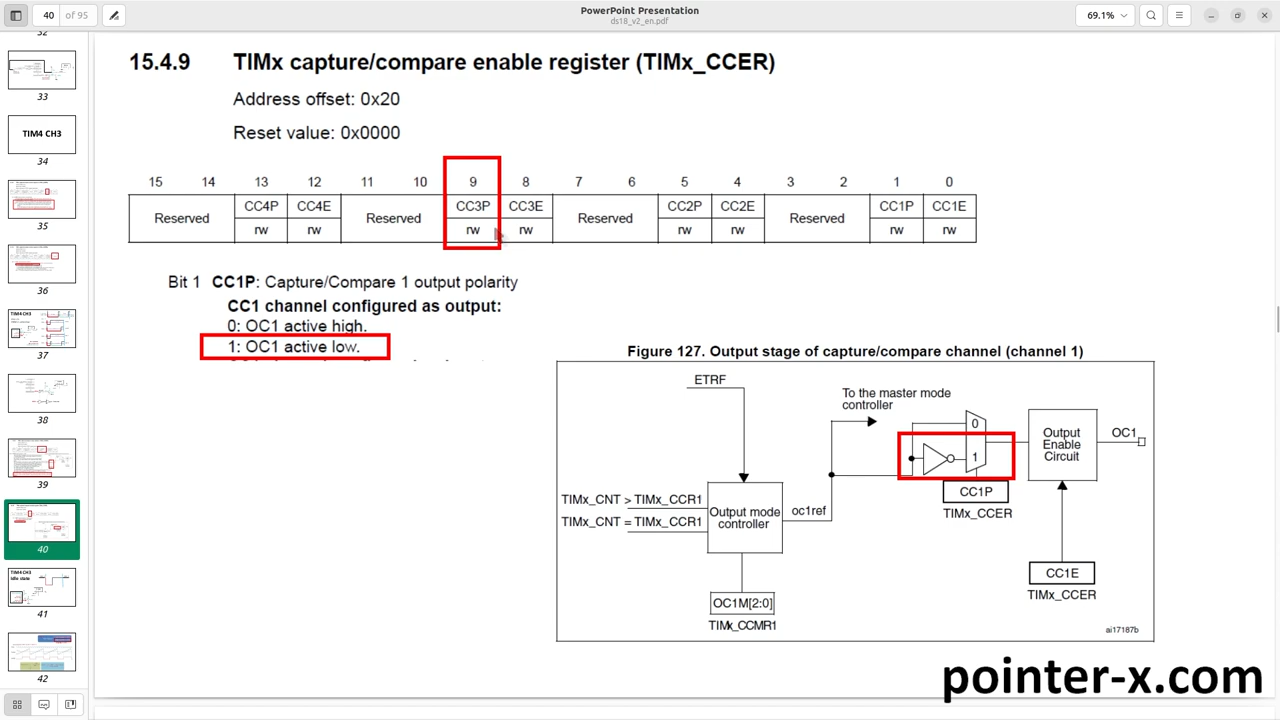 PowerPoint Presentation
ds18_v2_en.pdf
40 of 95
69.1%
15.4.9 TIMx capture/compare enable register (TIMx_CCER)
Address offset: 0x20
Reset value: 0x0000
15 14 13 12 11 10 9 8 7 6 5 4 3 2 1 0
Reserved CC4P CC4E Reserved CC3P CC3E Reserved CC2P CC2E Reserved CC1P CC1E
rw rw rw rw rw rw rw rw
Bit 1 CC1P: Capture/Compare 1 output polarity
CC1 channel configured as output:
0: OC1 active high.
1: OC1 active low.
Figure 127. Output stage of capture/compare channel (channel 1)
ETRF
To the master mode
controller
0
1
Output
Enable
Circuit
OC1
CC1P
TIMx_CCER
TIMx_CNT > TIMx_CCR1
TIMx_CNT = TIMx_CCR1
Output mode
controller
oc1ref
CC1E
TIMx_CCER
OC1M[2:0]
TIMx_CCMR1
ai17187b
pointer-x.com
32
33
TIM4 CH3
34
35
36
TIM4 CH3
37
38
39
40
TIM4 CH3
Idle state
41
42